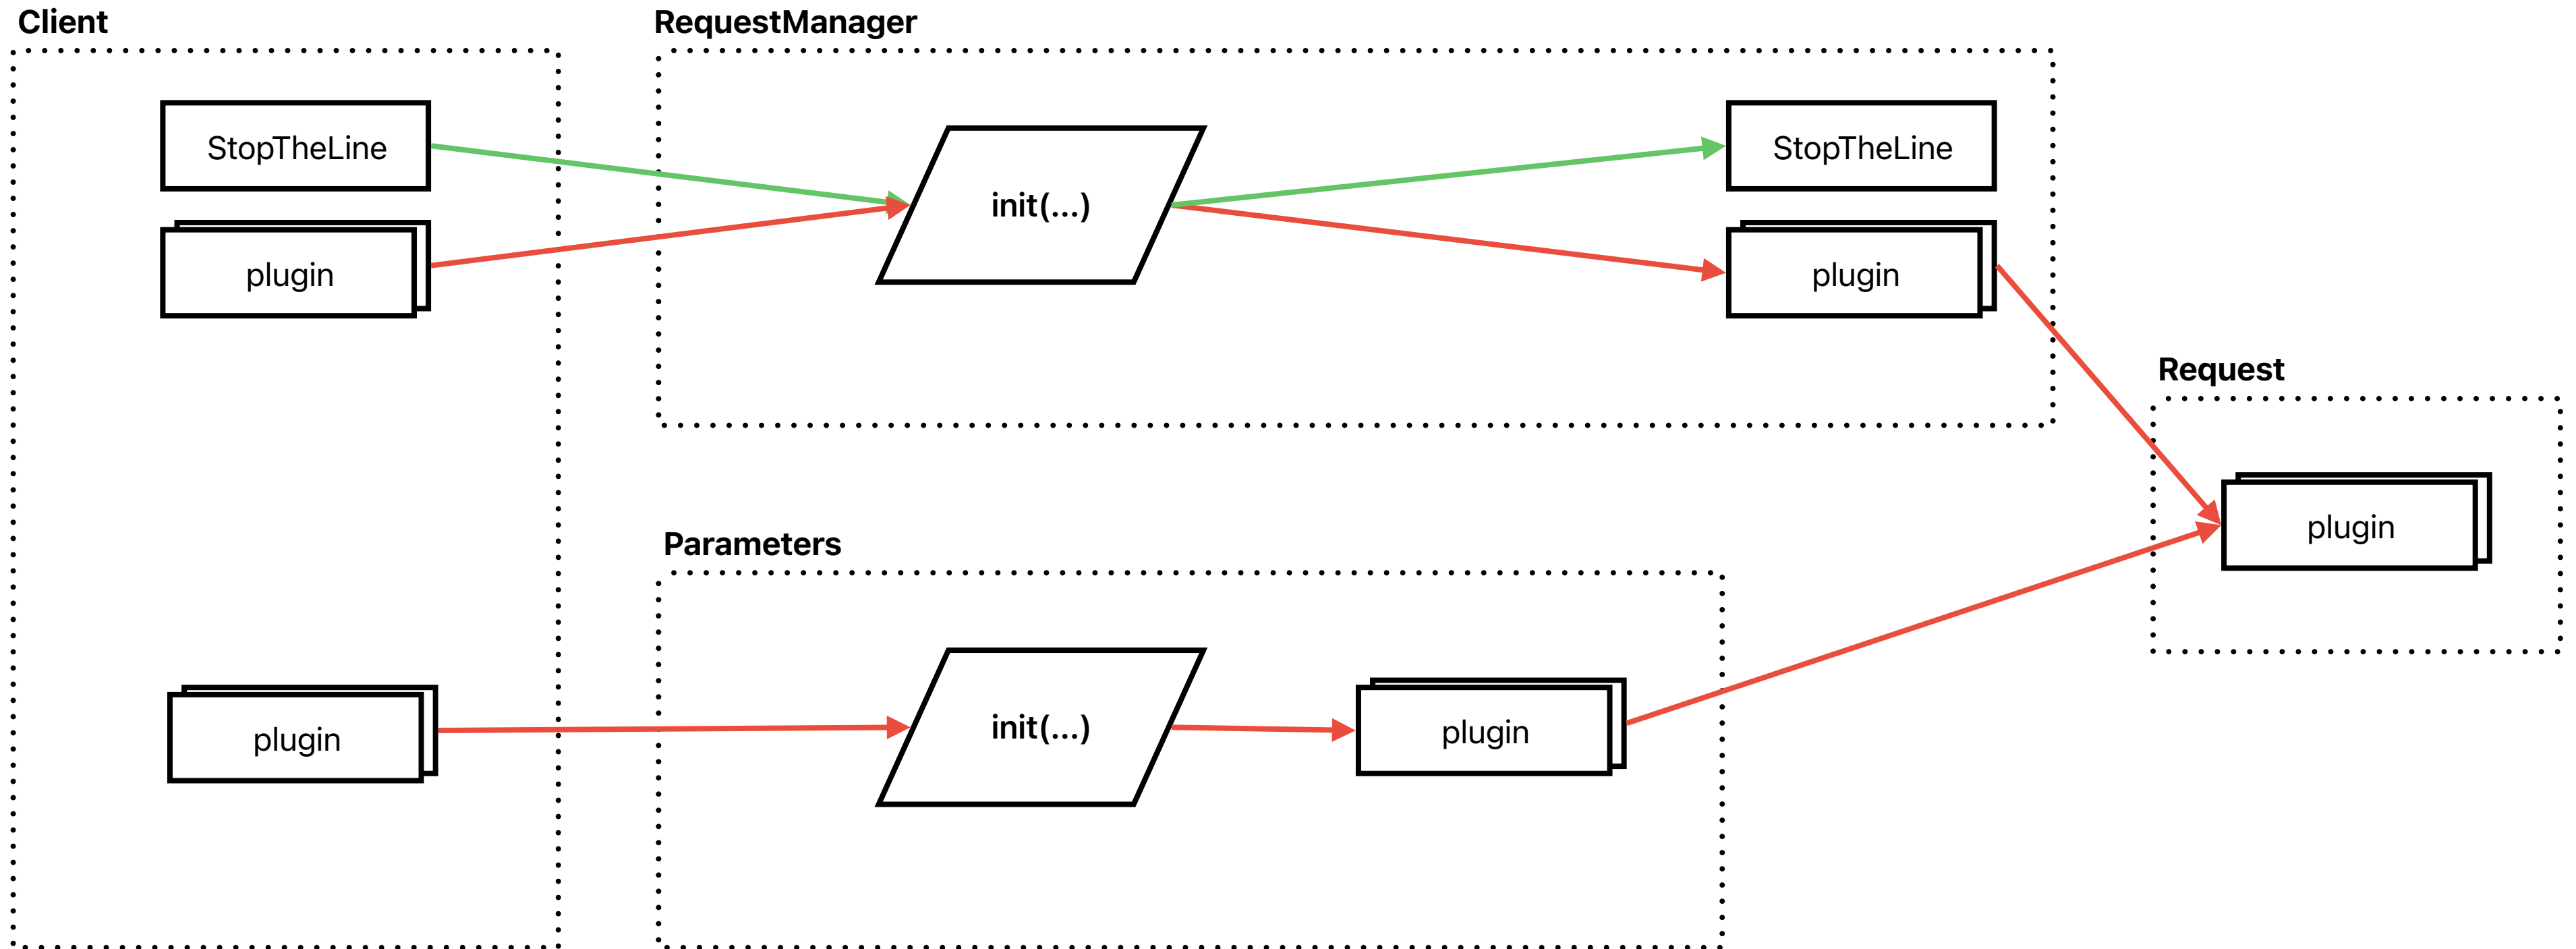 Client
StopTheLine
plugin
plugin
RequestManager
init(...)
StopTheLine
plugin
Parameters
init(...)
plugin
Request
plugin